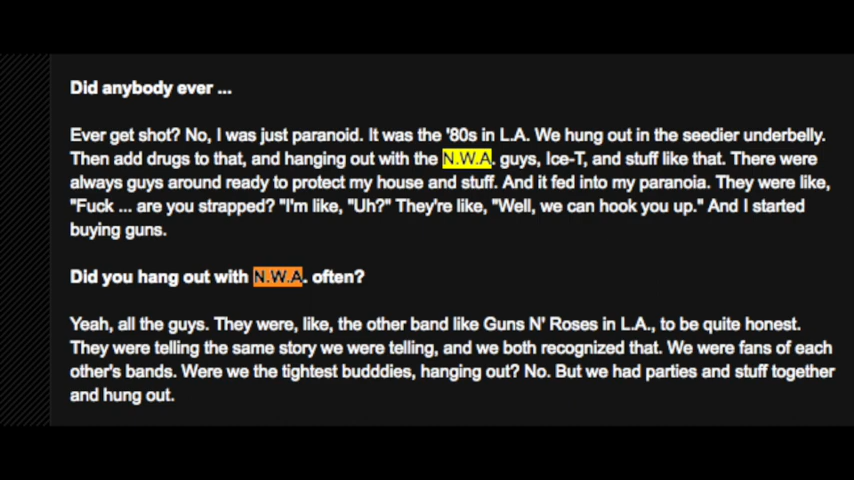 Did anybody ever ...
Ever get shot? No, I was just paranoid. It was the '80s in L.A. We hung out in the seedier underbelly.
Then add drugs to that, and hanging out with the N.W.A. guys, Ice-T, and stuff like that. There were
always guys around ready to protect my house and stuff. And it fed into my paranoia. They were like,
"Fuck ... are you strapped? "I'm like, "Uh?" They're like, "Well, we can hook you up." And I started
buying guns.
Did you hang out with N.W.A. often?
Yeah, all the guys. They were, like, the other band like Guns N' Roses in L.A., to be quite honest.
They were telling the same story we were telling, and we both recognized that. We were fans of each
other's bands. Were we the tightest budddies, hanging out? No. But we had parties and stuff together
and hung out.